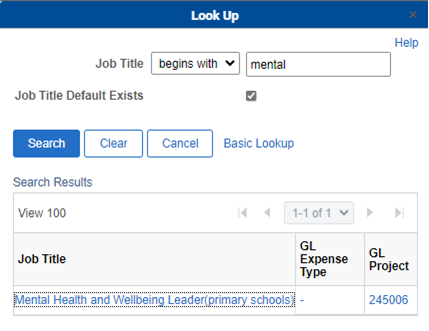 Look Up
×
Help
Job Title begins with mental
Job Title Default Exists
Search Clear Cancel Basic Lookup
Search Results
View 100 1-1 of 1
Job Title GL Expense Type GL Project
Mental Health and Wellbeing Leader(primary schools) - 245006